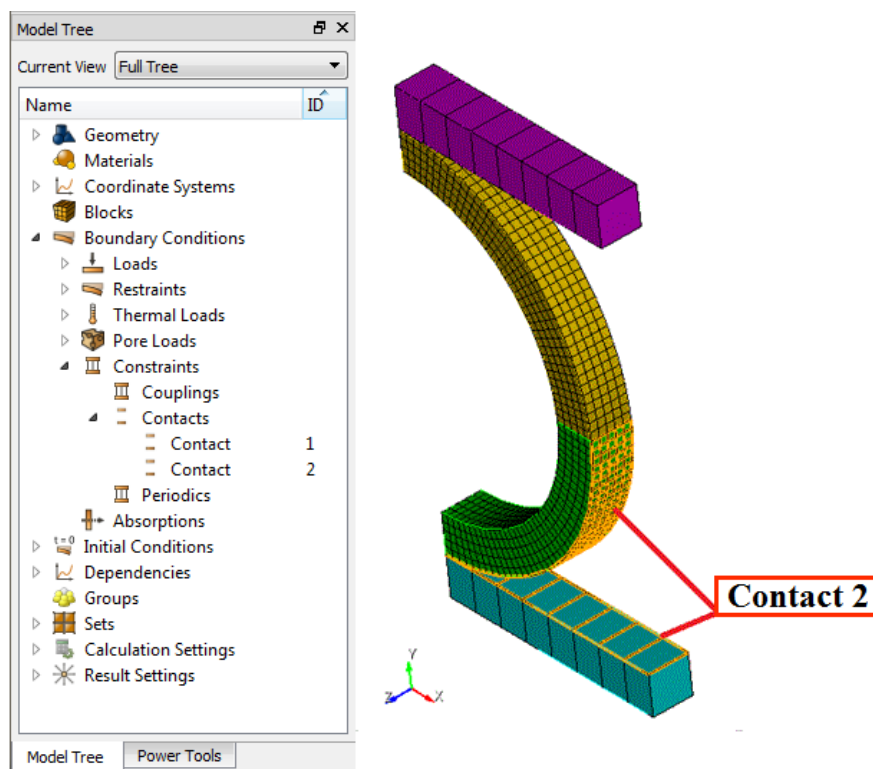 Model Tree
Current View Full Tree
Name ID
Geometry
Materials
Coordinate Systems
Blocks
Boundary Conditions
Loads
Restraints
Thermal Loads
Pore Loads
Constraints
Couplings
Contacts
Contact 1
Contact 2
Periodics
Absorptions
t=0 Initial Conditions
Dependencies
Groups
Sets
Calculation Settings
Result Settings
Model Tree Power Tools
Contact 2
Y
Z X